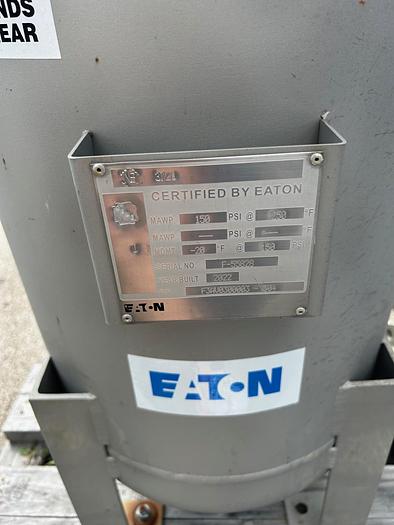 NDS
EAR
CERTIFIED BY EATON
MAWP 150 PSI @ 250 °F
MAWP — PSI @ — °F
MDMT -20 °F @ 150 PSI
SERIAL NO.
YEAR BUILT 2022
EATON
EATON